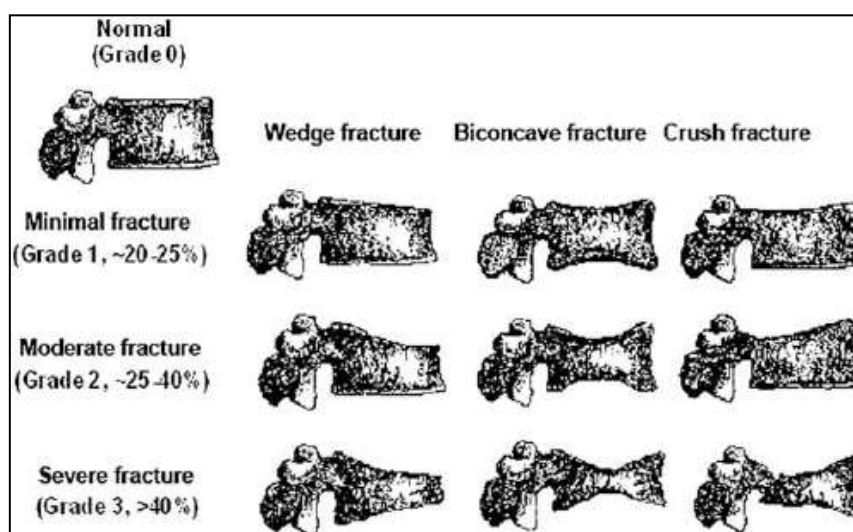 Normal
(Grade 0)
Wedge fracture
Biconcave fracture
Crush fracture
Minimal fracture
(Grade 1, ~20-25%)
Moderate fracture
(Grade 2, ~25-40%)
Severe fracture
(Grade 3, >40%)